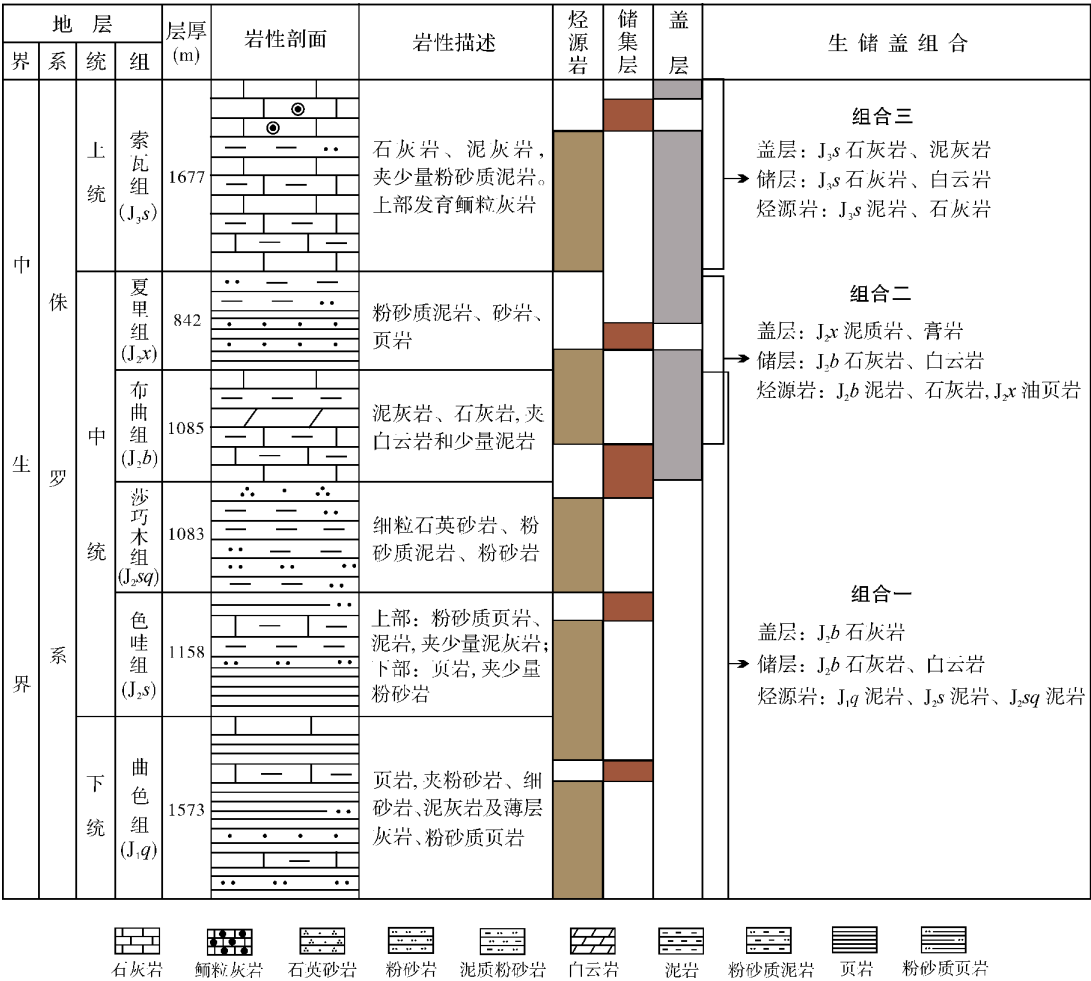 地 层
界 系 统 组
层厚
(m)
岩性剖面
岩性描述
烃源岩
储集层
盖层
生 储 盖 组 合
中生界
侏罗系
上统
索瓦组
(J₃s)
1677
石灰岩、泥灰岩,
夹少量粉砂质泥岩。
上部发育鲕粒灰岩
中统
夏里组
(J₂x)
842
粉砂质泥岩、砂岩、
页岩
布曲组
(J₂b)
1085
泥灰岩、石灰岩,夹
白云岩和少量泥岩
莎巧木组
(J₂sq)
1083
细粒石英砂岩、粉
砂质泥岩、粉砂岩
色哇组
(J₂s)
1158
上部: 粉砂质页岩、
泥岩,夹少量泥灰岩;
下部: 页岩,夹少量
粉砂岩
下统
曲色组
(J₁q)
1573
页岩,夹粉砂岩、细
砂岩、泥灰岩及薄层
灰岩、粉砂质页岩
组合三
盖层: J₃s 石灰岩、泥灰岩
储层: J₃s 石灰岩、白云岩
烃源岩: J₃s 泥岩、石灰岩
组合二
盖层: J₂x 泥质岩、膏岩
储层: J₂b 石灰岩、白云岩
烃源岩: J₂b 泥岩、石灰岩, J₂x 油页岩
组合一
盖层: J₂b 石灰岩
储层: J₂b 石灰岩、白云岩
烃源岩: J₁q 泥岩、J₂s 泥岩、J₂sq 泥岩
石灰岩 鲕粒灰岩 石英砂岩 粉砂岩 泥质粉砂岩 白云岩 泥岩 粉砂质泥岩 页岩 粉砂质页岩